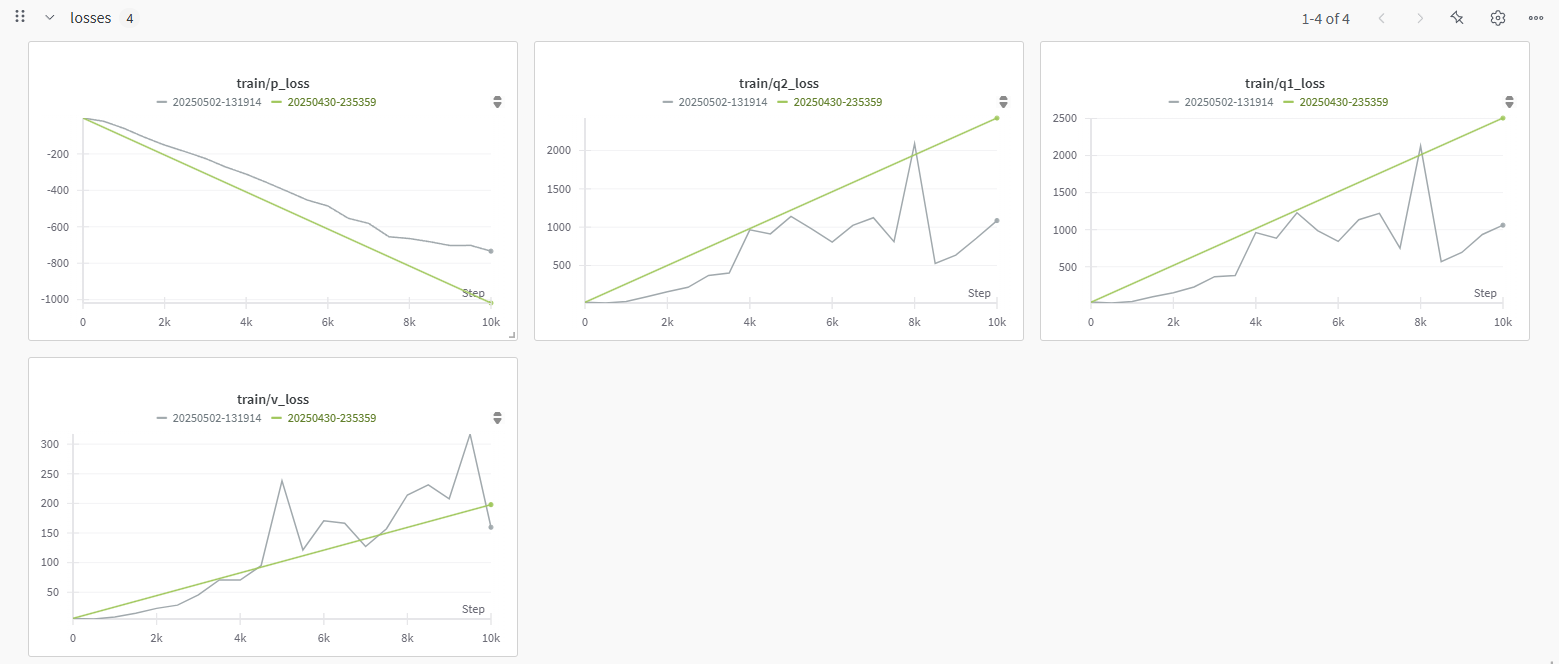 losses 4 1-4 of 4
train/p_loss
20250502-131914 20250430-235359
-200
-400
-600
-800
-1000
Step
0 2k 4k 6k 8k 10k
train/q2_loss
20250502-131914 20250430-235359
2000
1500
1000
500
Step
0 2k 4k 6k 8k 10k
train/q1_loss
20250502-131914 20250430-235359
2500
2000
1500
1000
500
Step
0 2k 4k 6k 8k 10k
train/v_loss
20250502-131914 20250430-235359
300
250
200
150
100
50
Step
0 2k 4k 6k 8k 10k